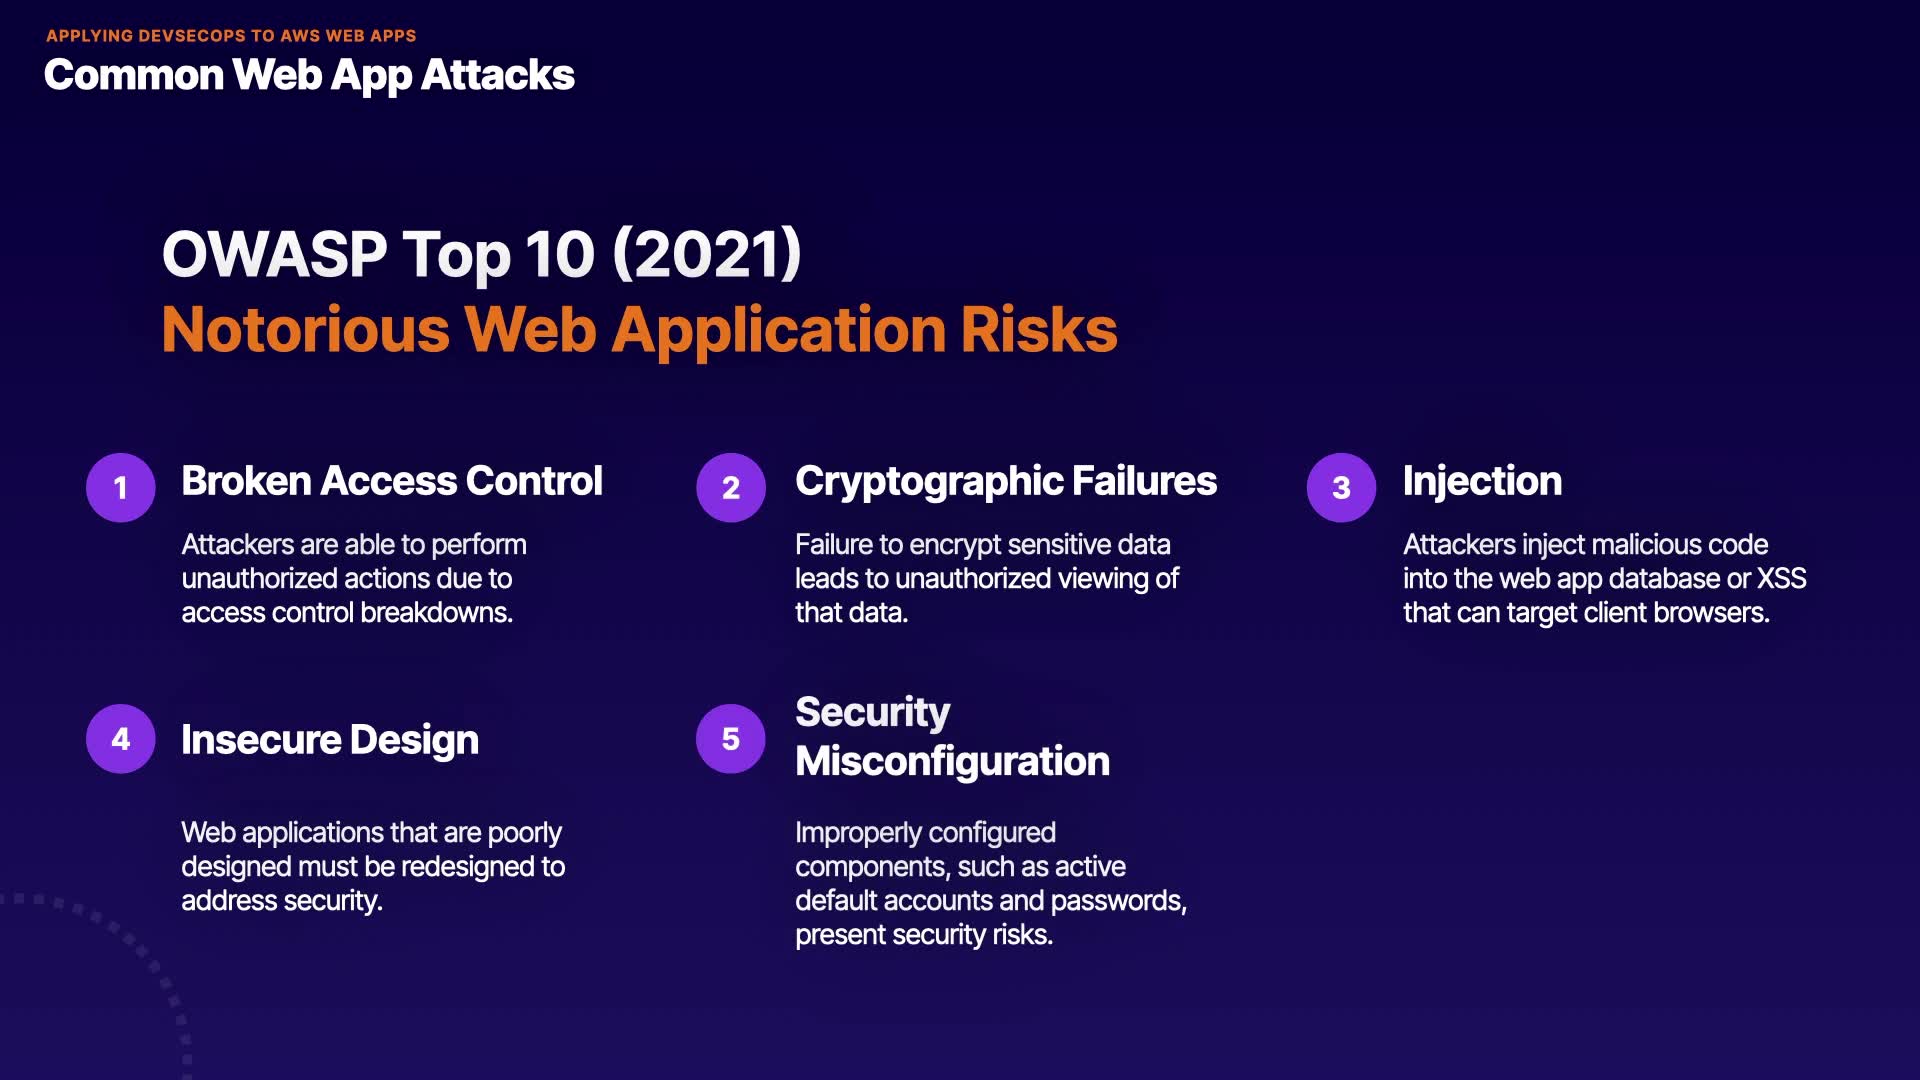 APPLYING DEVSECOPS TO AWS WEB APPS
Common Web App Attacks
OWASP Top 10 (2021)
Notorious Web Application Risks
1
Broken Access Control
Attackers are able to perform
unauthorized actions due to
access control breakdowns.
2
Cryptographic Failures
Failure to encrypt sensitive data
leads to unauthorized viewing of
that data.
3
Injection
Attackers inject malicious code
into the web app database or XSS
that can target client browsers.
4
Insecure Design
Web applications that are poorly
designed must be redesigned to
address security.
5
Security
Misconfiguration
Improperly configured
components, such as active
default accounts and passwords,
present security risks.